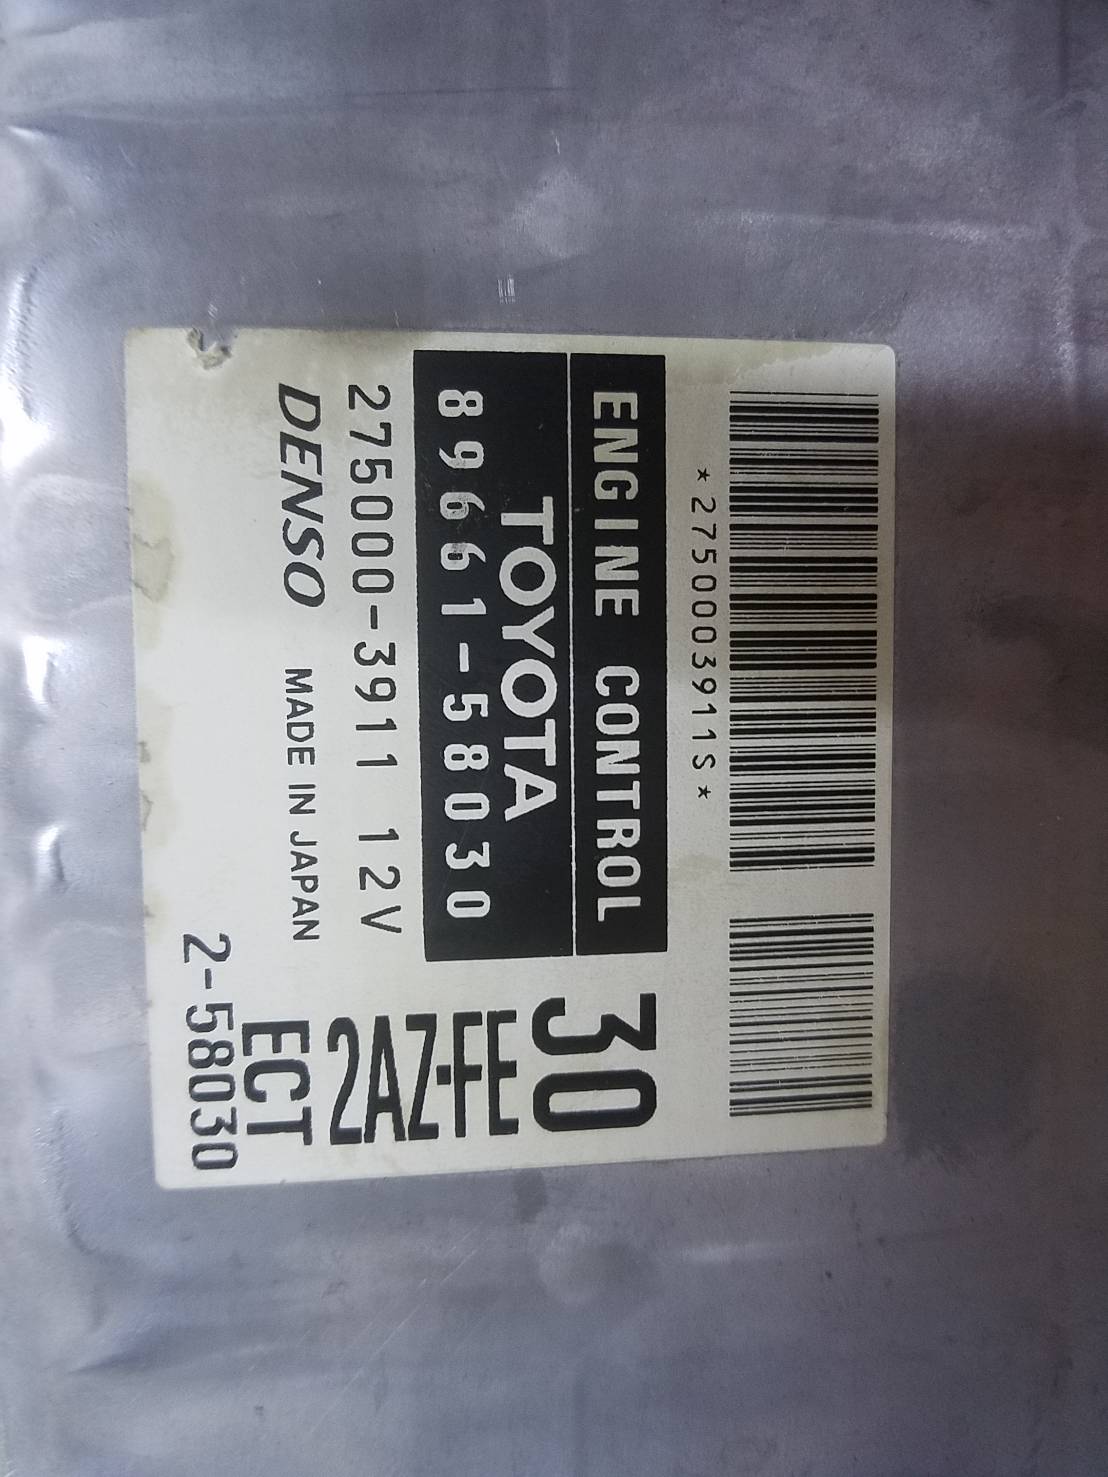 *2750003911S*
ENGINE CONTROL
TOYOTA
89661-58030
275000-3911 12V
DENSO MADE IN JAPAN
30
2AZ-FE
ECT
2-58030